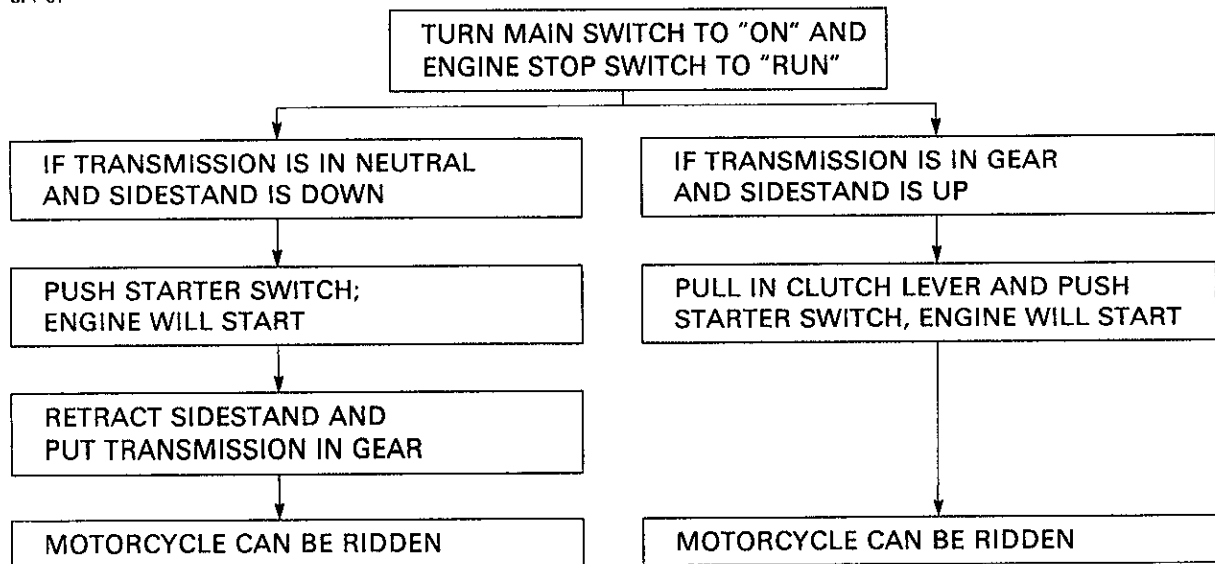 TURN MAIN SWITCH TO "ON" AND
ENGINE STOP SWITCH TO "RUN"
IF TRANSMISSION IS IN NEUTRAL
AND SIDESTAND IS DOWN
PUSH STARTER SWITCH;
ENGINE WILL START
RETRACT SIDESTAND AND
PUT TRANSMISSION IN GEAR
MOTORCYCLE CAN BE RIDDEN
IF TRANSMISSION IS IN GEAR
AND SIDESTAND IS UP
PULL IN CLUTCH LEVER AND PUSH
STARTER SWITCH, ENGINE WILL START
MOTORCYCLE CAN BE RIDDEN